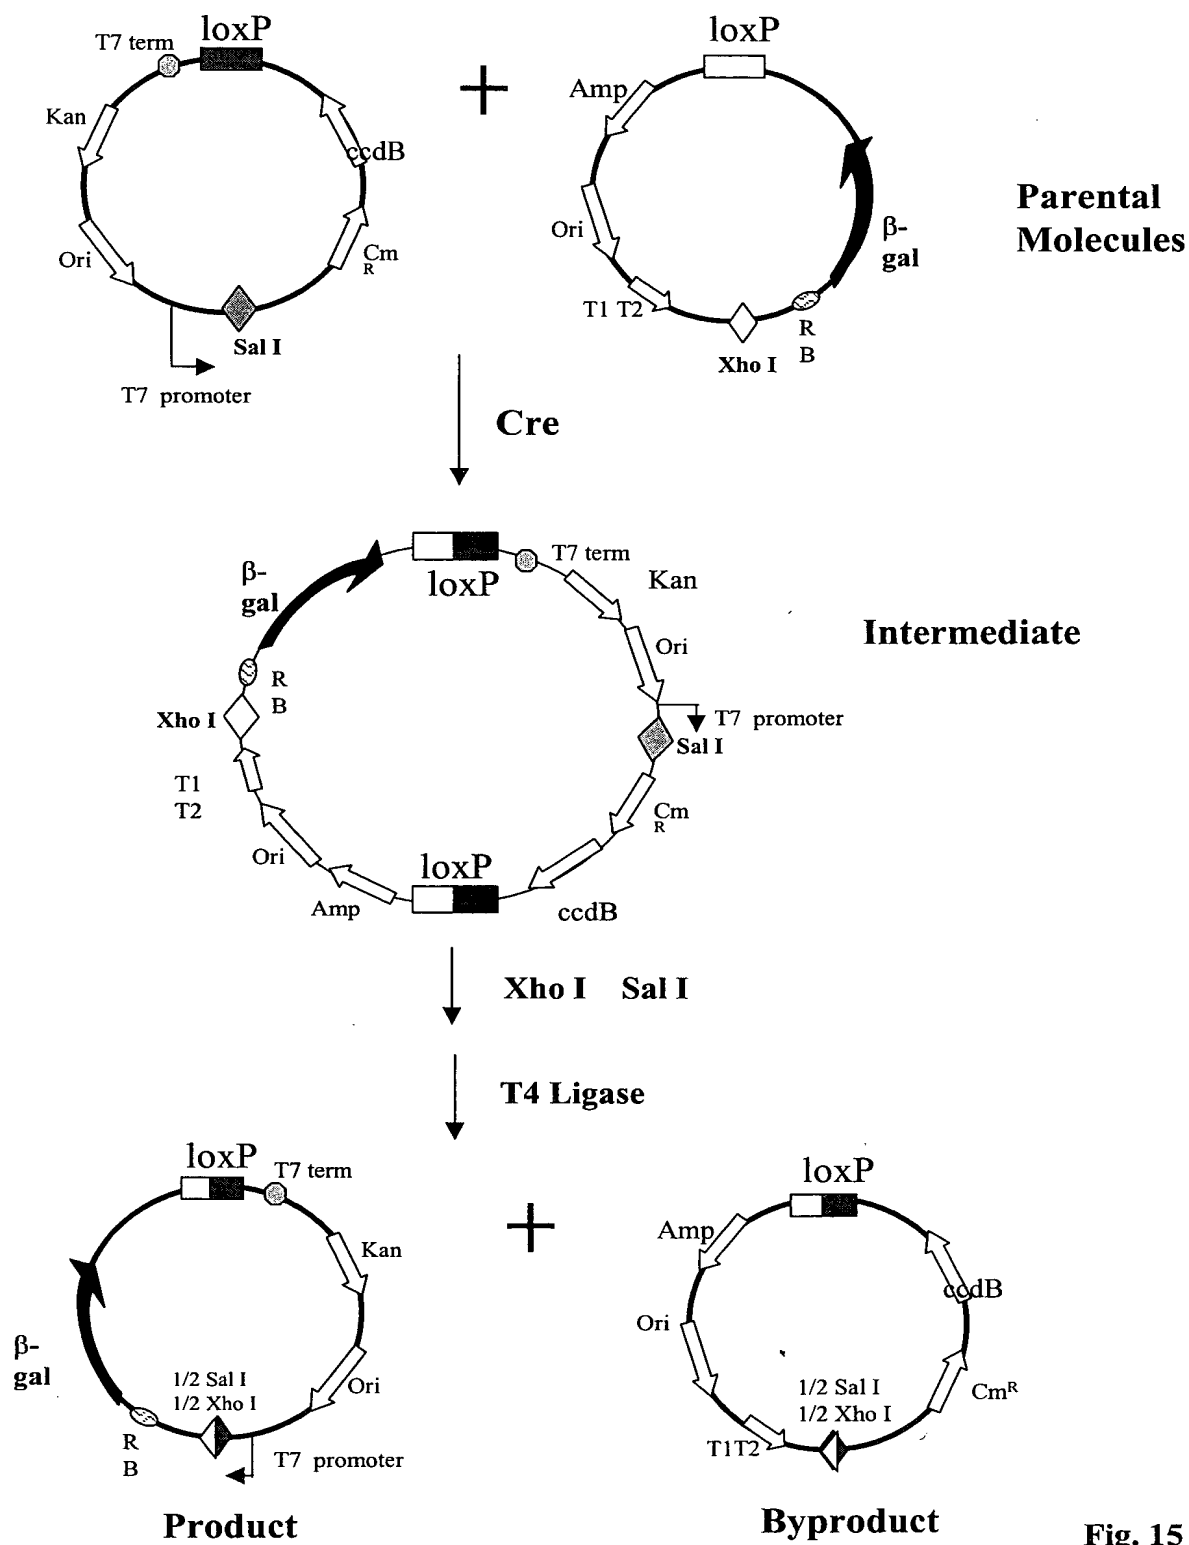 loxP
T7 term
Kan
ccdB
Ori
Cm
R
Sal I
T7 promoter
+
loxP
Amp
Ori
β-
gal
T1 T2
R
B
Xho I
Parental
Molecules
Cre
loxP
T7 term
β-
gal
Kan
Ori
R
B
Xho I
T7 promoter
Sal I
T1
T2
Cm
R
Ori
loxP
Amp
ccdB
Intermediate
Xho I Sal I
T4 Ligase
loxP
T7 term
Kan
β-
gal
1/2 Sal I
1/2 Xho I
Ori
R
B
T7 promoter
Product
+
loxP
Amp
ccdB
Ori
1/2 Sal I
1/2 Xho I
CmR
T1T2
Byproduct
Fig. 15